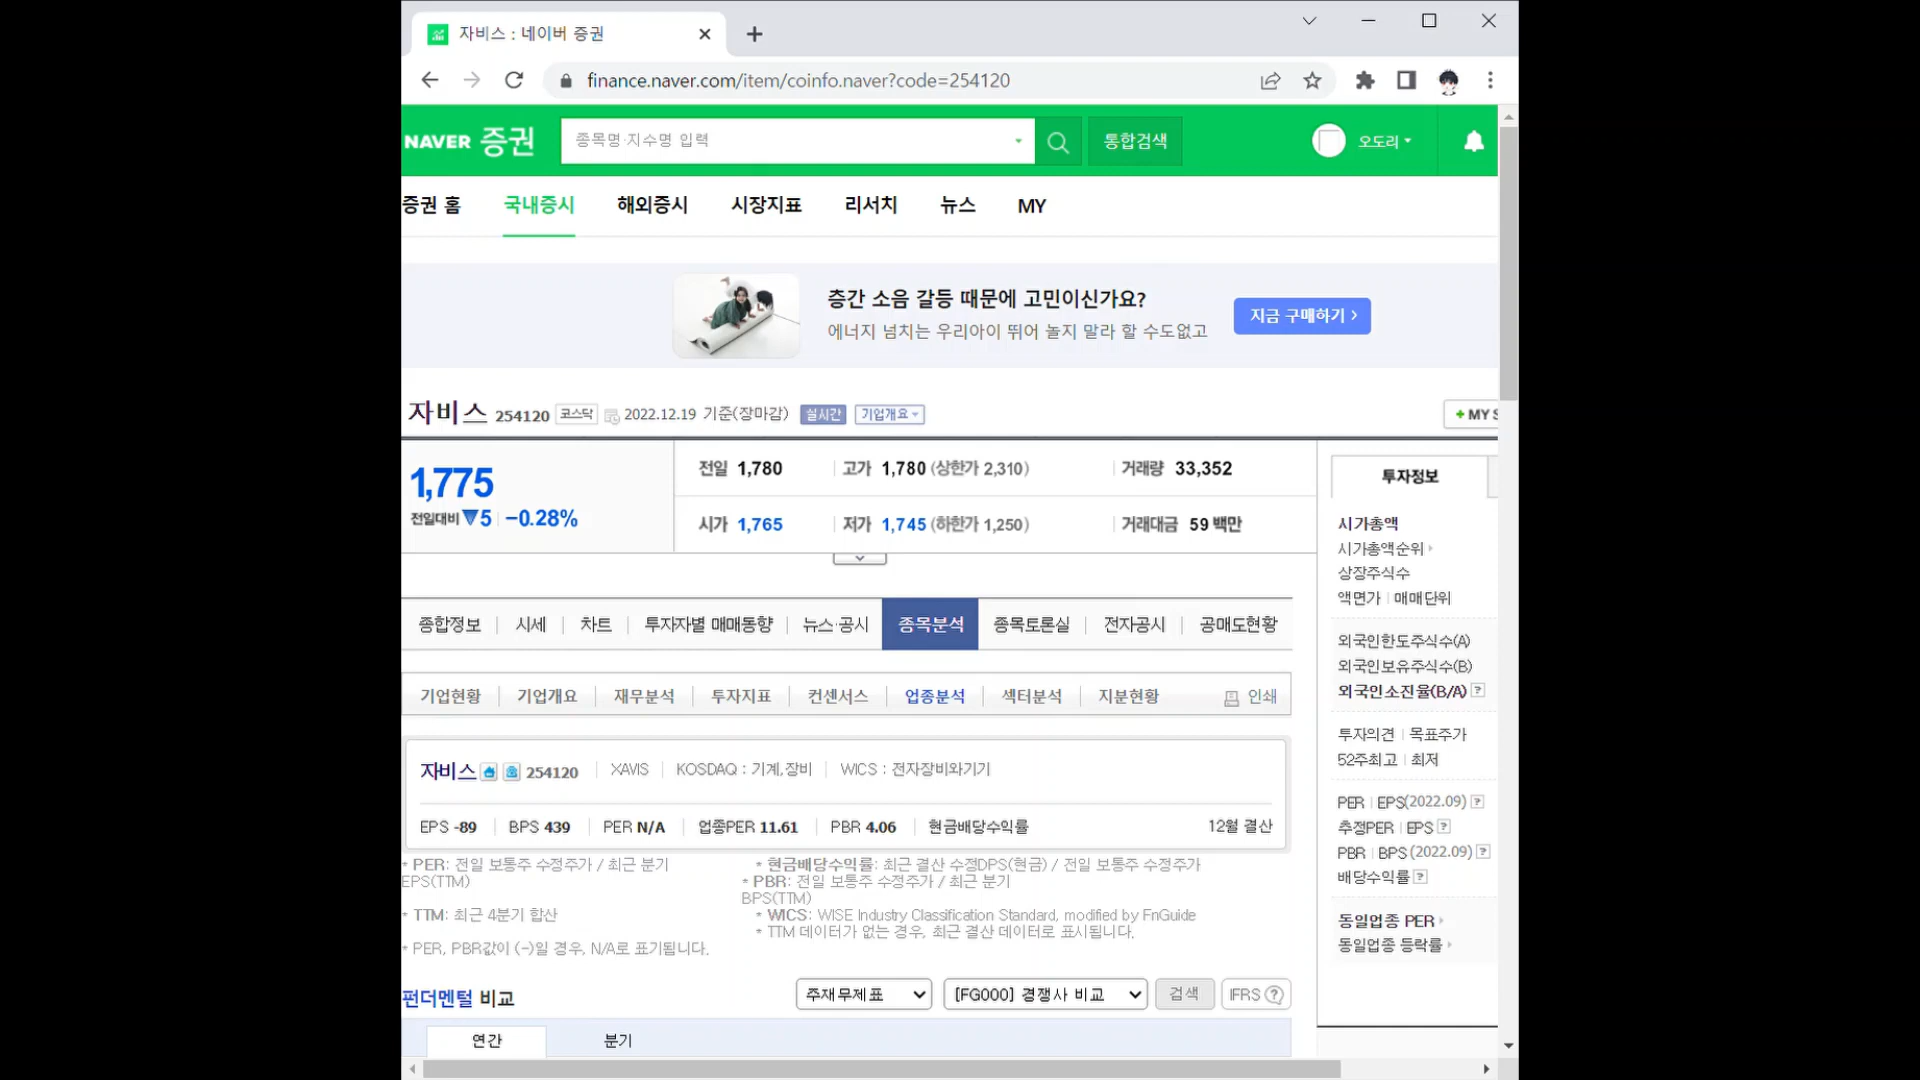 자비스 : 네이버 증권
finance.naver.com/item/coinfo.naver?code=254120
NAVER 증권
종목명·지수명 입력
통합검색
오도리
증권 홈 국내증시 해외증시 시장지표 리서치 뉴스 MY
층간 소음 갈등 때문에 고민이신가요?
에너지 넘치는 우리아이 뛰어 놀지 말라 할 수도없고
지금 구매하기 >
자비스 254120 코스닥 2022.12.19 기준(장마감) 실시간 기업개요
+ MY S
1,775
전일대비 ▼5 -0.28%
전일 1,780 고가 1,780 (상한가 2,310) 거래량 33,352
시가 1,765 저가 1,745 (하한가 1,250) 거래대금 59 백만
종합정보 시세 차트 투자자별 매매동향 뉴스·공시 종목분석 종목토론실 전자공시 공매도현황
기업현황 기업개요 재무분석 투자지표 컨센서스 업종분석 섹터분석 지분현황 인쇄
자비스 254120 XAVIS KOSDAQ : 기계,장비 WICS : 전자장비와기기
EPS -89 BPS 439 PER N/A 업종PER 11.61 PBR 4.06 현금배당수익률 12월 결산
* PER: 전일 보통주 수정주가 / 최근 분기
EPS(TTM)
* TTM: 최근 4분기 합산
* PER, PBR값이 (-)일 경우, N/A로 표기됩니다.
* 현금배당수익률: 최근 결산 수정DPS(현금) / 전일 보통주 수정주가
* PBR: 전일 보통주 수정주가 / 최근 분기
BPS(TTM)
* WICS: WISE Industry Classification Standard, modified by FnGuide
* TTM 데이터가 없는 경우, 최근 결산 데이터로 표시됩니다.
펀더멘털 비교
주재무제표 [FG000] 경쟁사 비교 검색 IFRS ?
연간 분기
투자정보
시가총액
시가총액순위
상장주식수
액면가 매매단위
외국인한도주식수(A)
외국인보유주식수(B)
외국인소진율(B/A) ?
투자의견 목표주가
52주최고 최저
PER EPS(2022.09) ?
추정PER EPS ?
PBR BPS (2022.09) ?
배당수익률 ?
동일업종 PER
동일업종 등락률